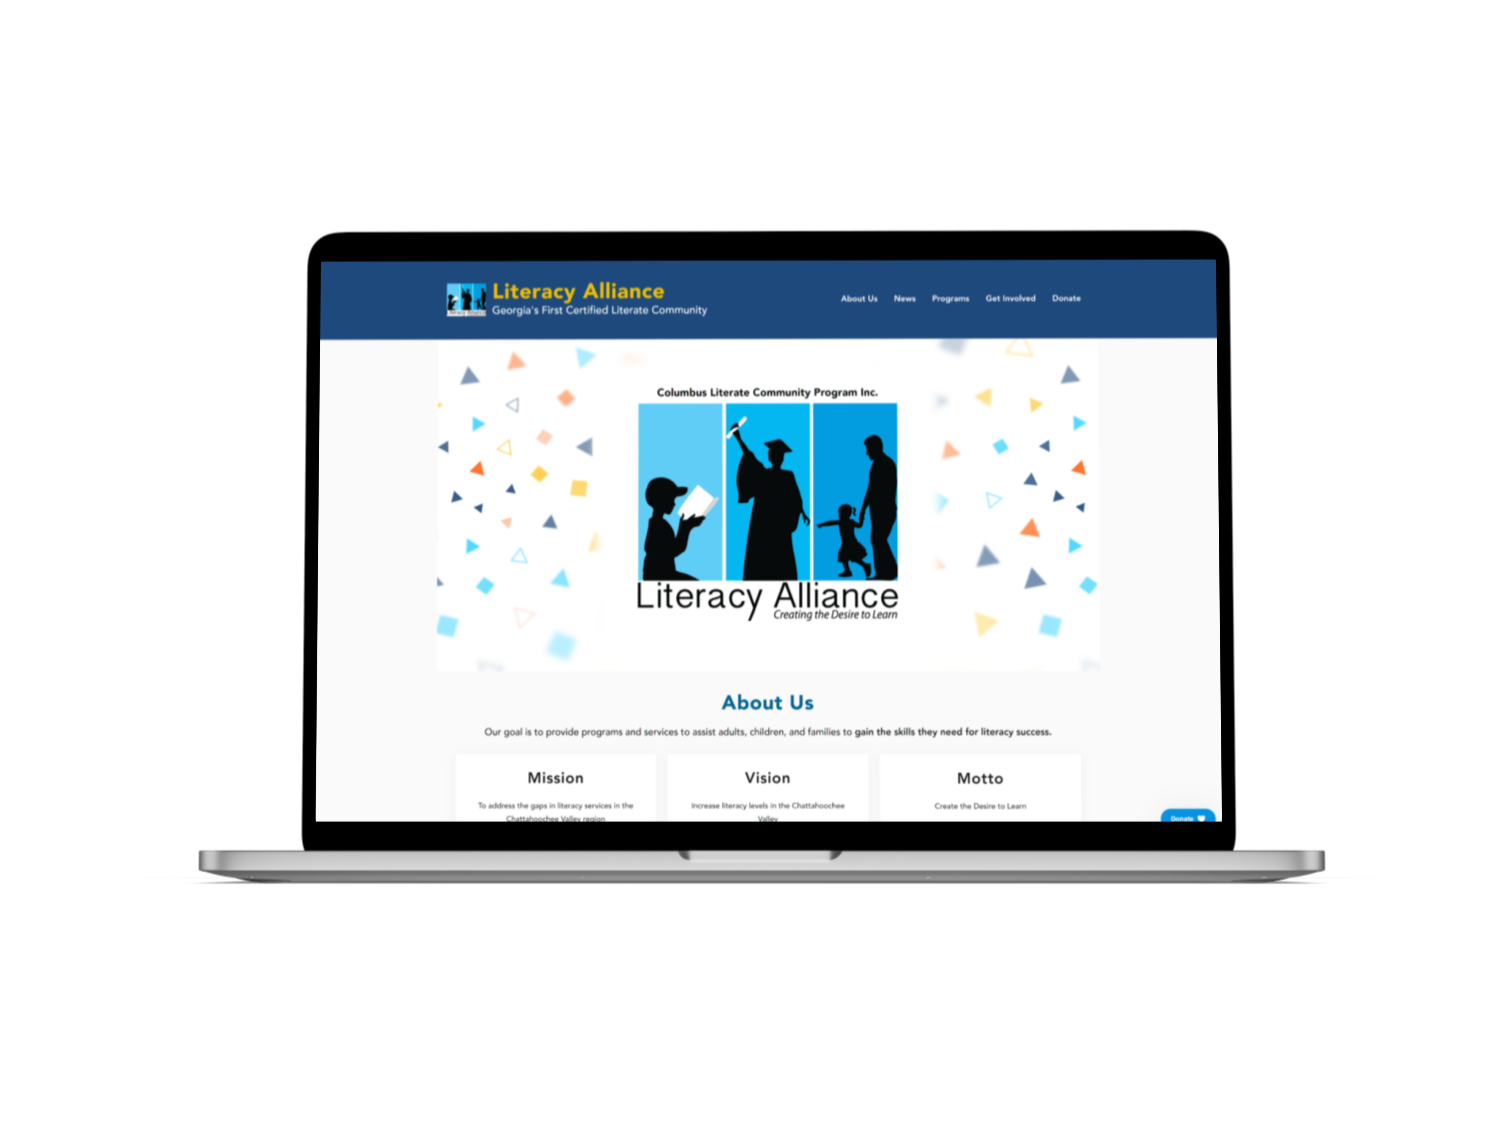 Literacy Alliance
Georgia's First Certified Literate Community
About Us News Programs Get Involved Donate
Columbus Literate Community Program Inc.
Literacy Alliance
Creating the Desire to Learn
About Us
Our goal is to provide programs and services to assist adults, children, and families to gain the skills they need for literacy success.
Mission
To address the gaps in literacy services in the
Chattahoochee Valley region
Vision
Increase literacy levels in the Chattahoochee
Valley
Motto
Create the Desire to Learn
Donate